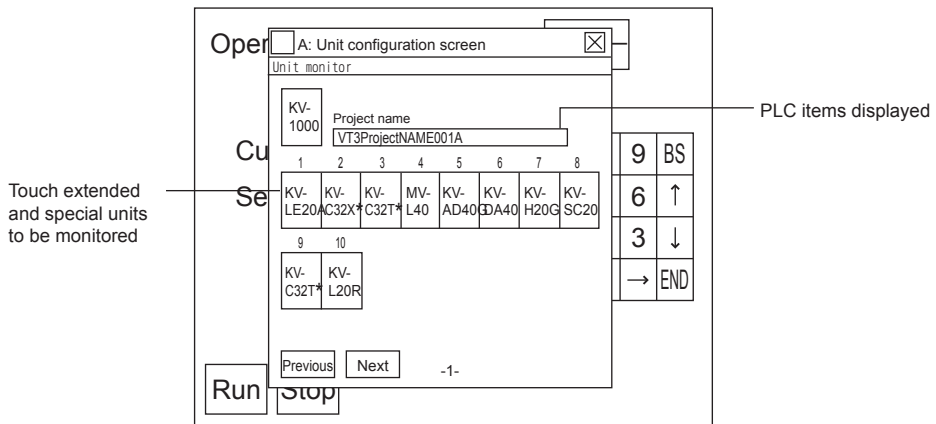 Oper
A: Unit configuration screen
Unit monitor
KV-
1000
Project name
VT3ProjectNAME001A
PLC items displayed
Cu
Se
1 2 3 4 5 6 7 8
KV- KV- KV- MV- KV- KV- KV- KV-
LE20A C32X* C32T* L40 AD40G DA40 H20G SC20
Touch extended
and special units
to be monitored
9 10
KV- KV-
C32T* L20R
9 BS
6 ↑
3 ↓
→ END
Previous Next -1-
Run Stop